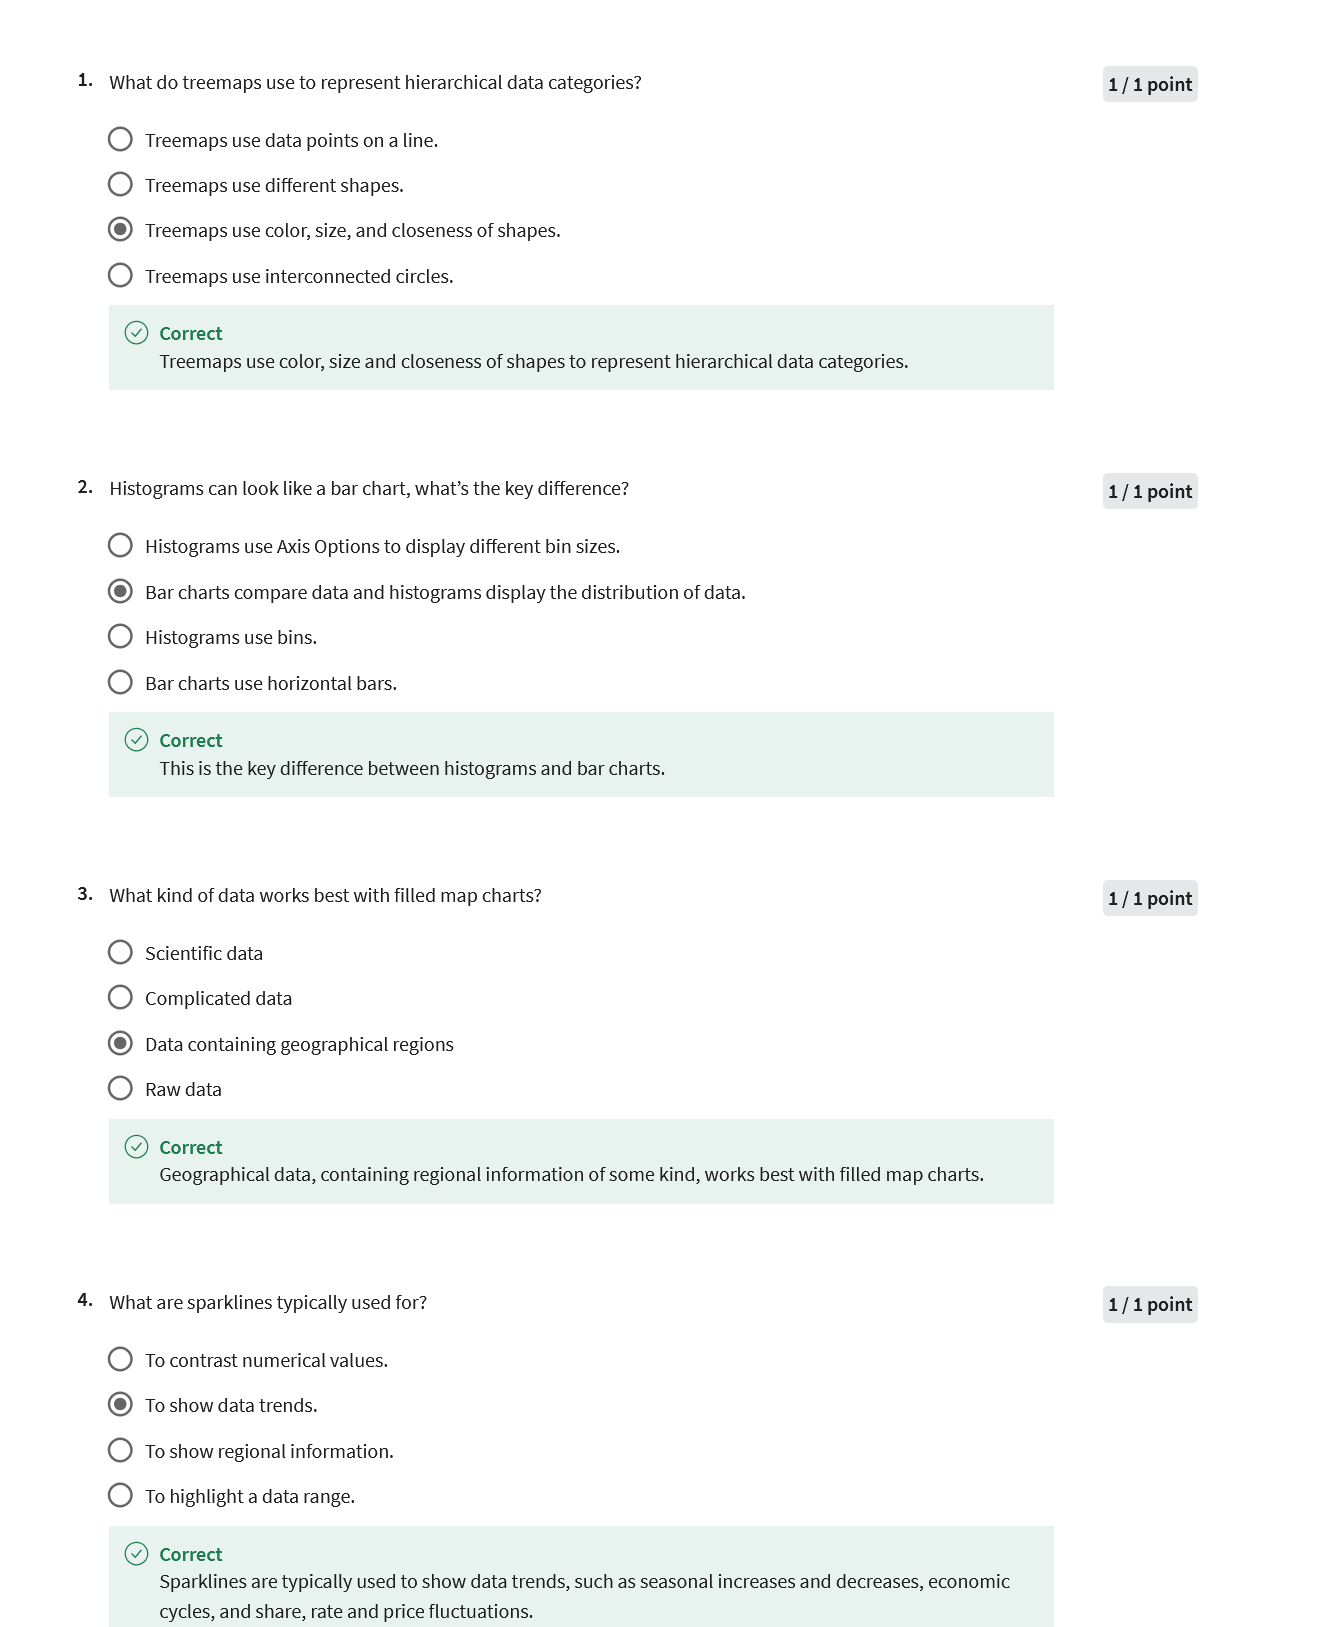 1. What do treemaps use to represent hierarchical data categories?
1 / 1 point
Treemaps use data points on a line.
Treemaps use different shapes.
Treemaps use color, size, and closeness of shapes.
Treemaps use interconnected circles.
Correct
Treemaps use color, size and closeness of shapes to represent hierarchical data categories.
2. Histograms can look like a bar chart, what’s the key difference?
1 / 1 point
Histograms use Axis Options to display different bin sizes.
Bar charts compare data and histograms display the distribution of data.
Histograms use bins.
Bar charts use horizontal bars.
Correct
This is the key difference between histograms and bar charts.
3. What kind of data works best with filled map charts?
1 / 1 point
Scientific data
Complicated data
Data containing geographical regions
Raw data
Correct
Geographical data, containing regional information of some kind, works best with filled map charts.
4. What are sparklines typically used for?
1 / 1 point
To contrast numerical values.
To show data trends.
To show regional information.
To highlight a data range.
Correct
Sparklines are typically used to show data trends, such as seasonal increases and decreases, economic
cycles, and share, rate and price fluctuations.